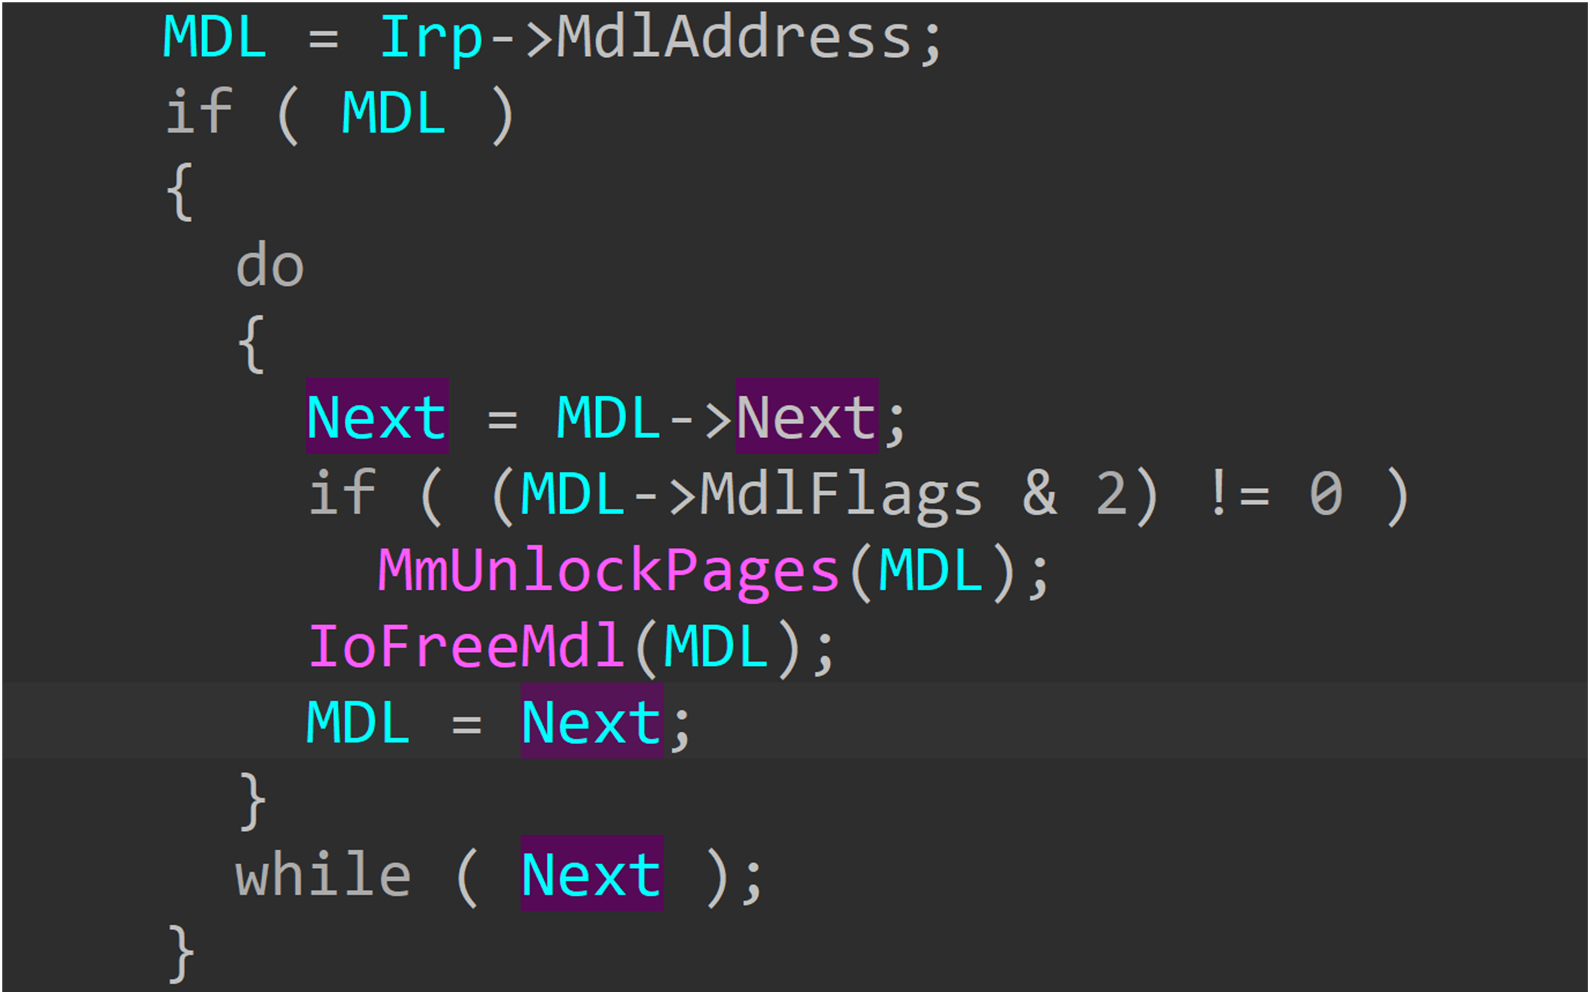 MDL = Irp->MdlAddress;
if ( MDL )
{
do
{
Next = MDL->Next;
if ( (MDL->MdlFlags & 2) != 0 )
MmUnlockPages(MDL);
IoFreeMdl(MDL);
MDL = Next;
}
while ( Next );
}